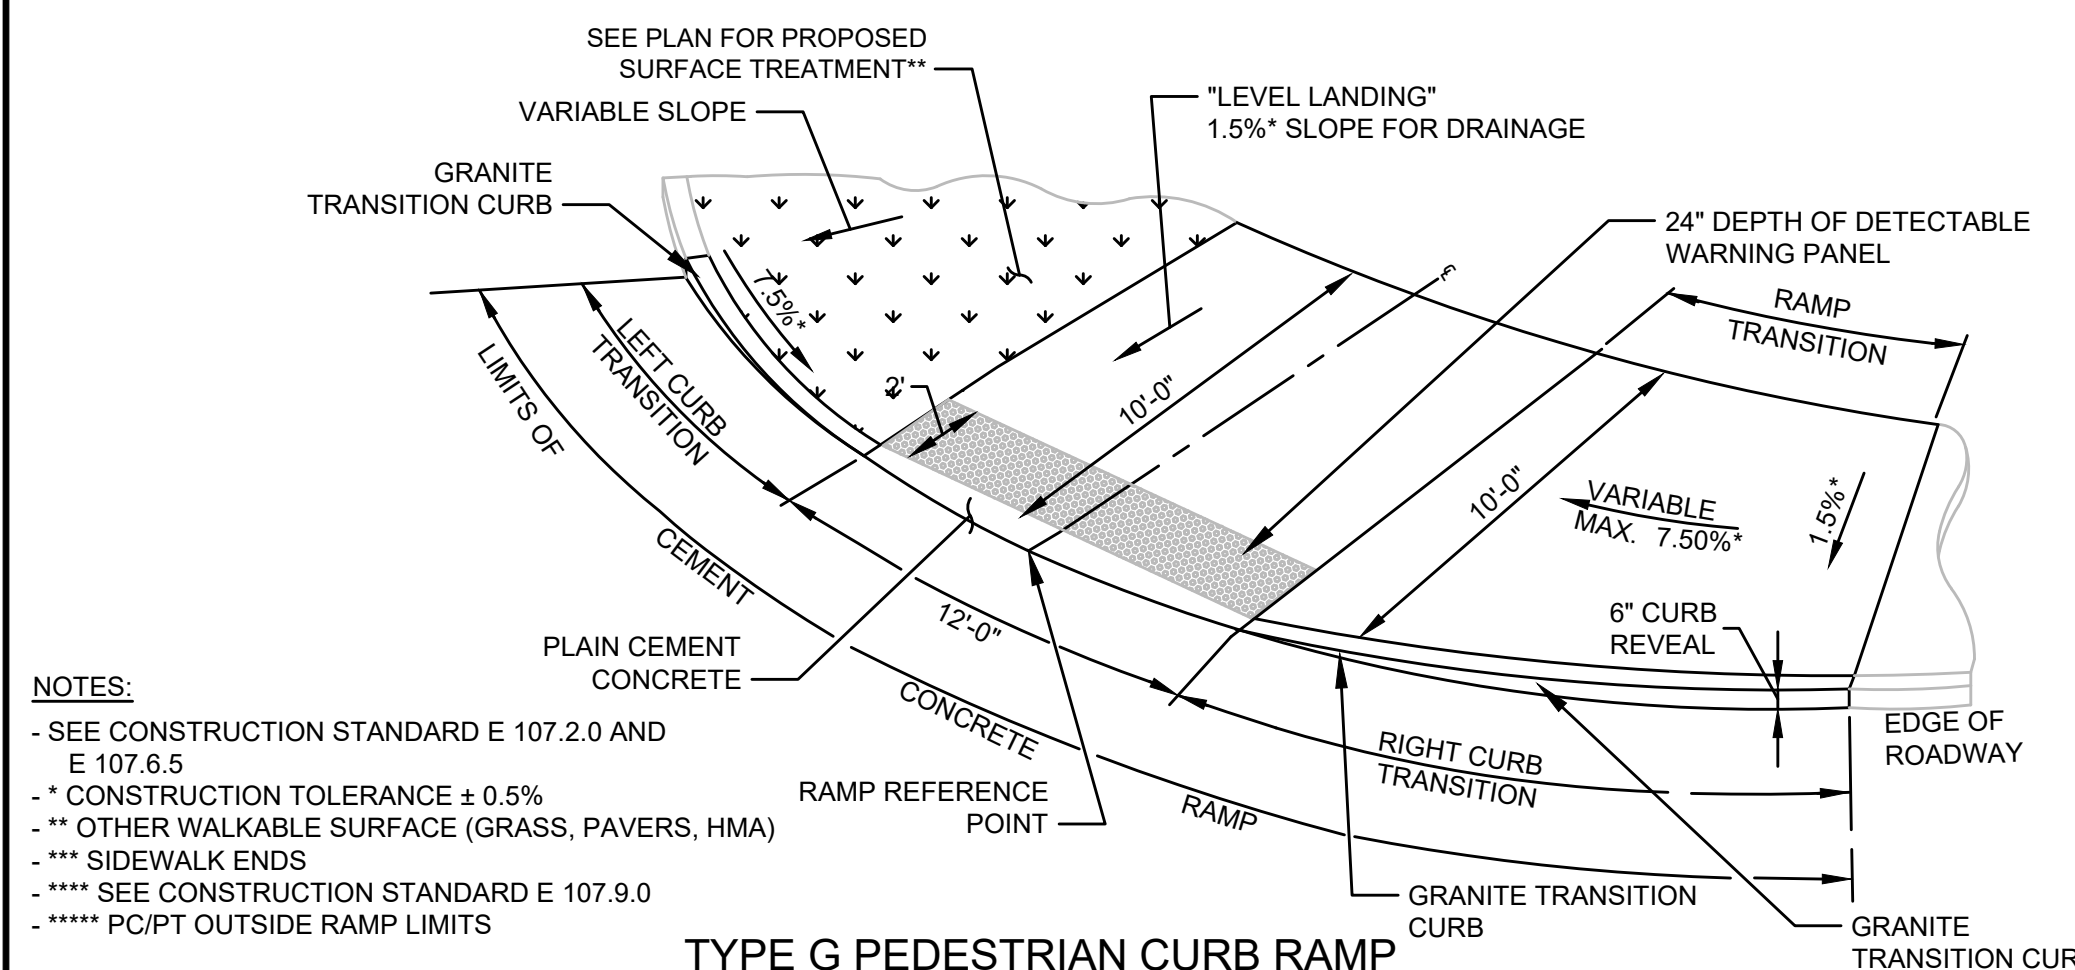 SEE PLAN FOR PROPOSED
SURFACE TREATMENT**
VARIABLE SLOPE
"LEVEL LANDING"
1.5%* SLOPE FOR DRAINAGE
GRANITE
TRANSITION CURB
24" DEPTH OF DETECTABLE
WARNING PANEL
℄
RAMP
TRANSITION
7.5%*
LEFT CURB
TRANSITION
2'
10'-0"
10'-0"
VARIABLE
MAX. 7.50%*
1.5%*
LIMITS OF
CEMENT
CONCRETE
RAMP
12'-0"
6" CURB
REVEAL
PLAIN CEMENT
CONCRETE
EDGE OF
ROADWAY
RIGHT CURB
TRANSITION
RAMP REFERENCE
POINT
GRANITE TRANSITION
CURB
GRANITE
TRANSITION CUR
NOTES:
- SEE CONSTRUCTION STANDARD E 107.2.0 AND
E 107.6.5
- * CONSTRUCTION TOLERANCE ± 0.5%
- ** OTHER WALKABLE SURFACE (GRASS, PAVERS, HMA)
- *** SIDEWALK ENDS
- **** SEE CONSTRUCTION STANDARD E 107.9.0
- ***** PC/PT OUTSIDE RAMP LIMITS
TYPE G PEDESTRIAN CURB RAMP